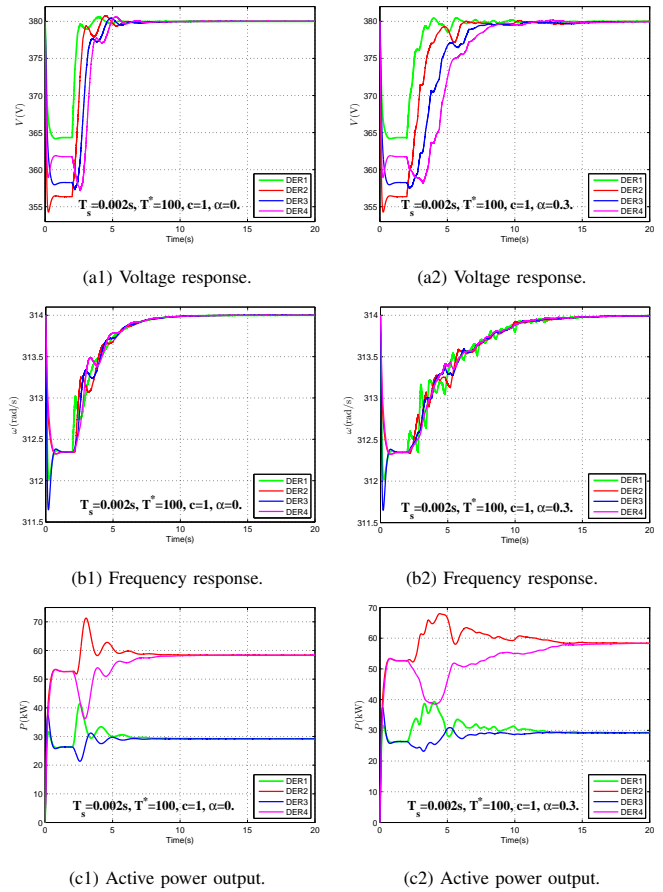 380
375
370
365
360
355
V(V)
DER1
DER2
DER3
DER4
T_s=0.002s, T*=100, c=1, α=0.
0 5 10 15 20
Time(s)
(a1) Voltage response.
380
375
370
365
360
355
V(V)
DER1
DER2
DER3
DER4
T_s=0.002s, T*=100, c=1, α=0.3.
0 5 10 15 20
Time(s)
(a2) Voltage response.
314
313.5
313
312.5
312
311.5
ω(rad/s)
DER1
DER2
DER3
DER4
T_s=0.002s, T*=100, c=1, α=0.
0 5 10 15 20
Time(s)
(b1) Frequency response.
314
313.5
313
312.5
312
311.5
ω(rad/s)
DER1
DER2
DER3
DER4
T_s=0.002s, T*=100, c=1, α=0.3.
0 5 10 15 20
Time(s)
(b2) Frequency response.
70
60
50
40
30
20
10
0
P(kW)
DER1
DER2
DER3
DER4
T_s=0.002s, T*=100, c=1, α=0.
0 5 10 15 20
Time(s)
(c1) Active power output.
70
60
50
40
30
20
10
0
P(kW)
DER1
DER2
DER3
DER4
T_s=0.002s, T*=100, c=1, α=0.3.
0 5 10 15 20
Time(s)
(c2) Active power output.